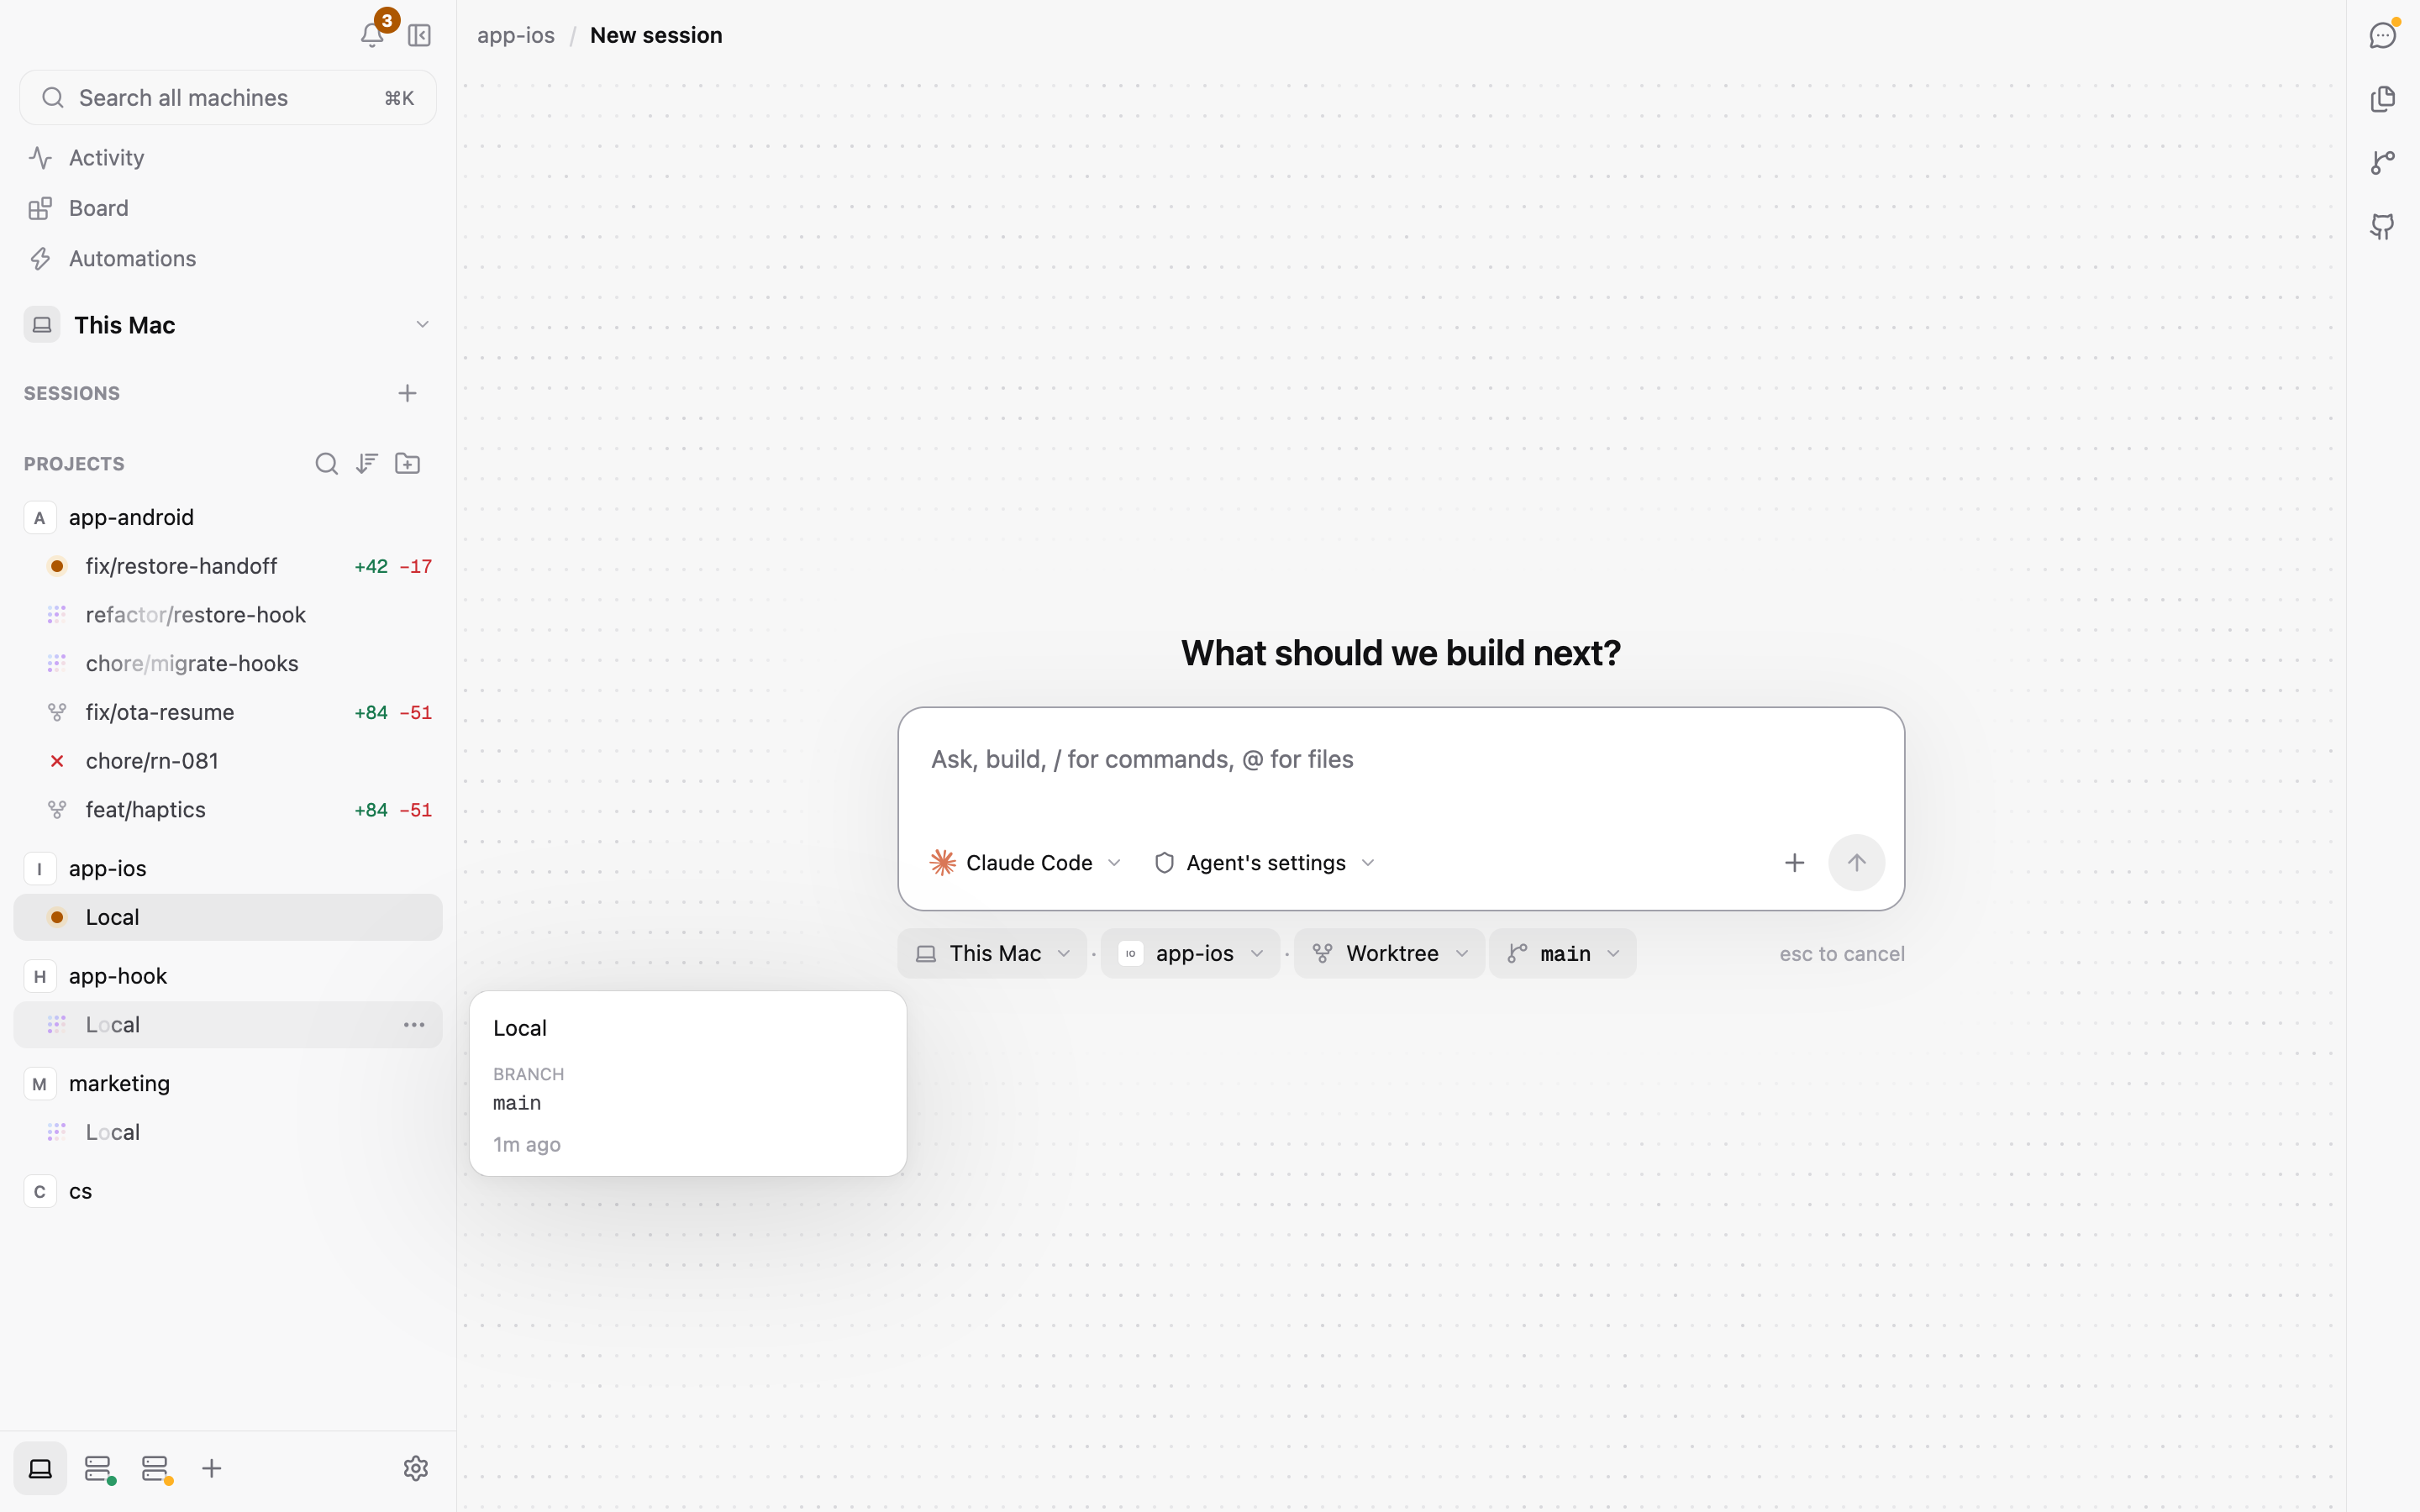 3
app-ios / New session
Search all machines ⌘K
Activity
Board
Automations
This Mac
SESSIONS
PROJECTS
A app-android
fix/restore-handoff +42 -17
refactor/restore-hook
chore/migrate-hooks
fix/ota-resume +84 -51
chore/rn-081
feat/haptics +84 -51
I app-ios
Local
H app-hook
Local
M marketing
Local
C cs
What should we build next?
Ask, build, / for commands, @ for files
Claude Code Agent's settings
This Mac · IO app-ios · Worktree main esc to cancel
Local
BRANCH
main
1m ago